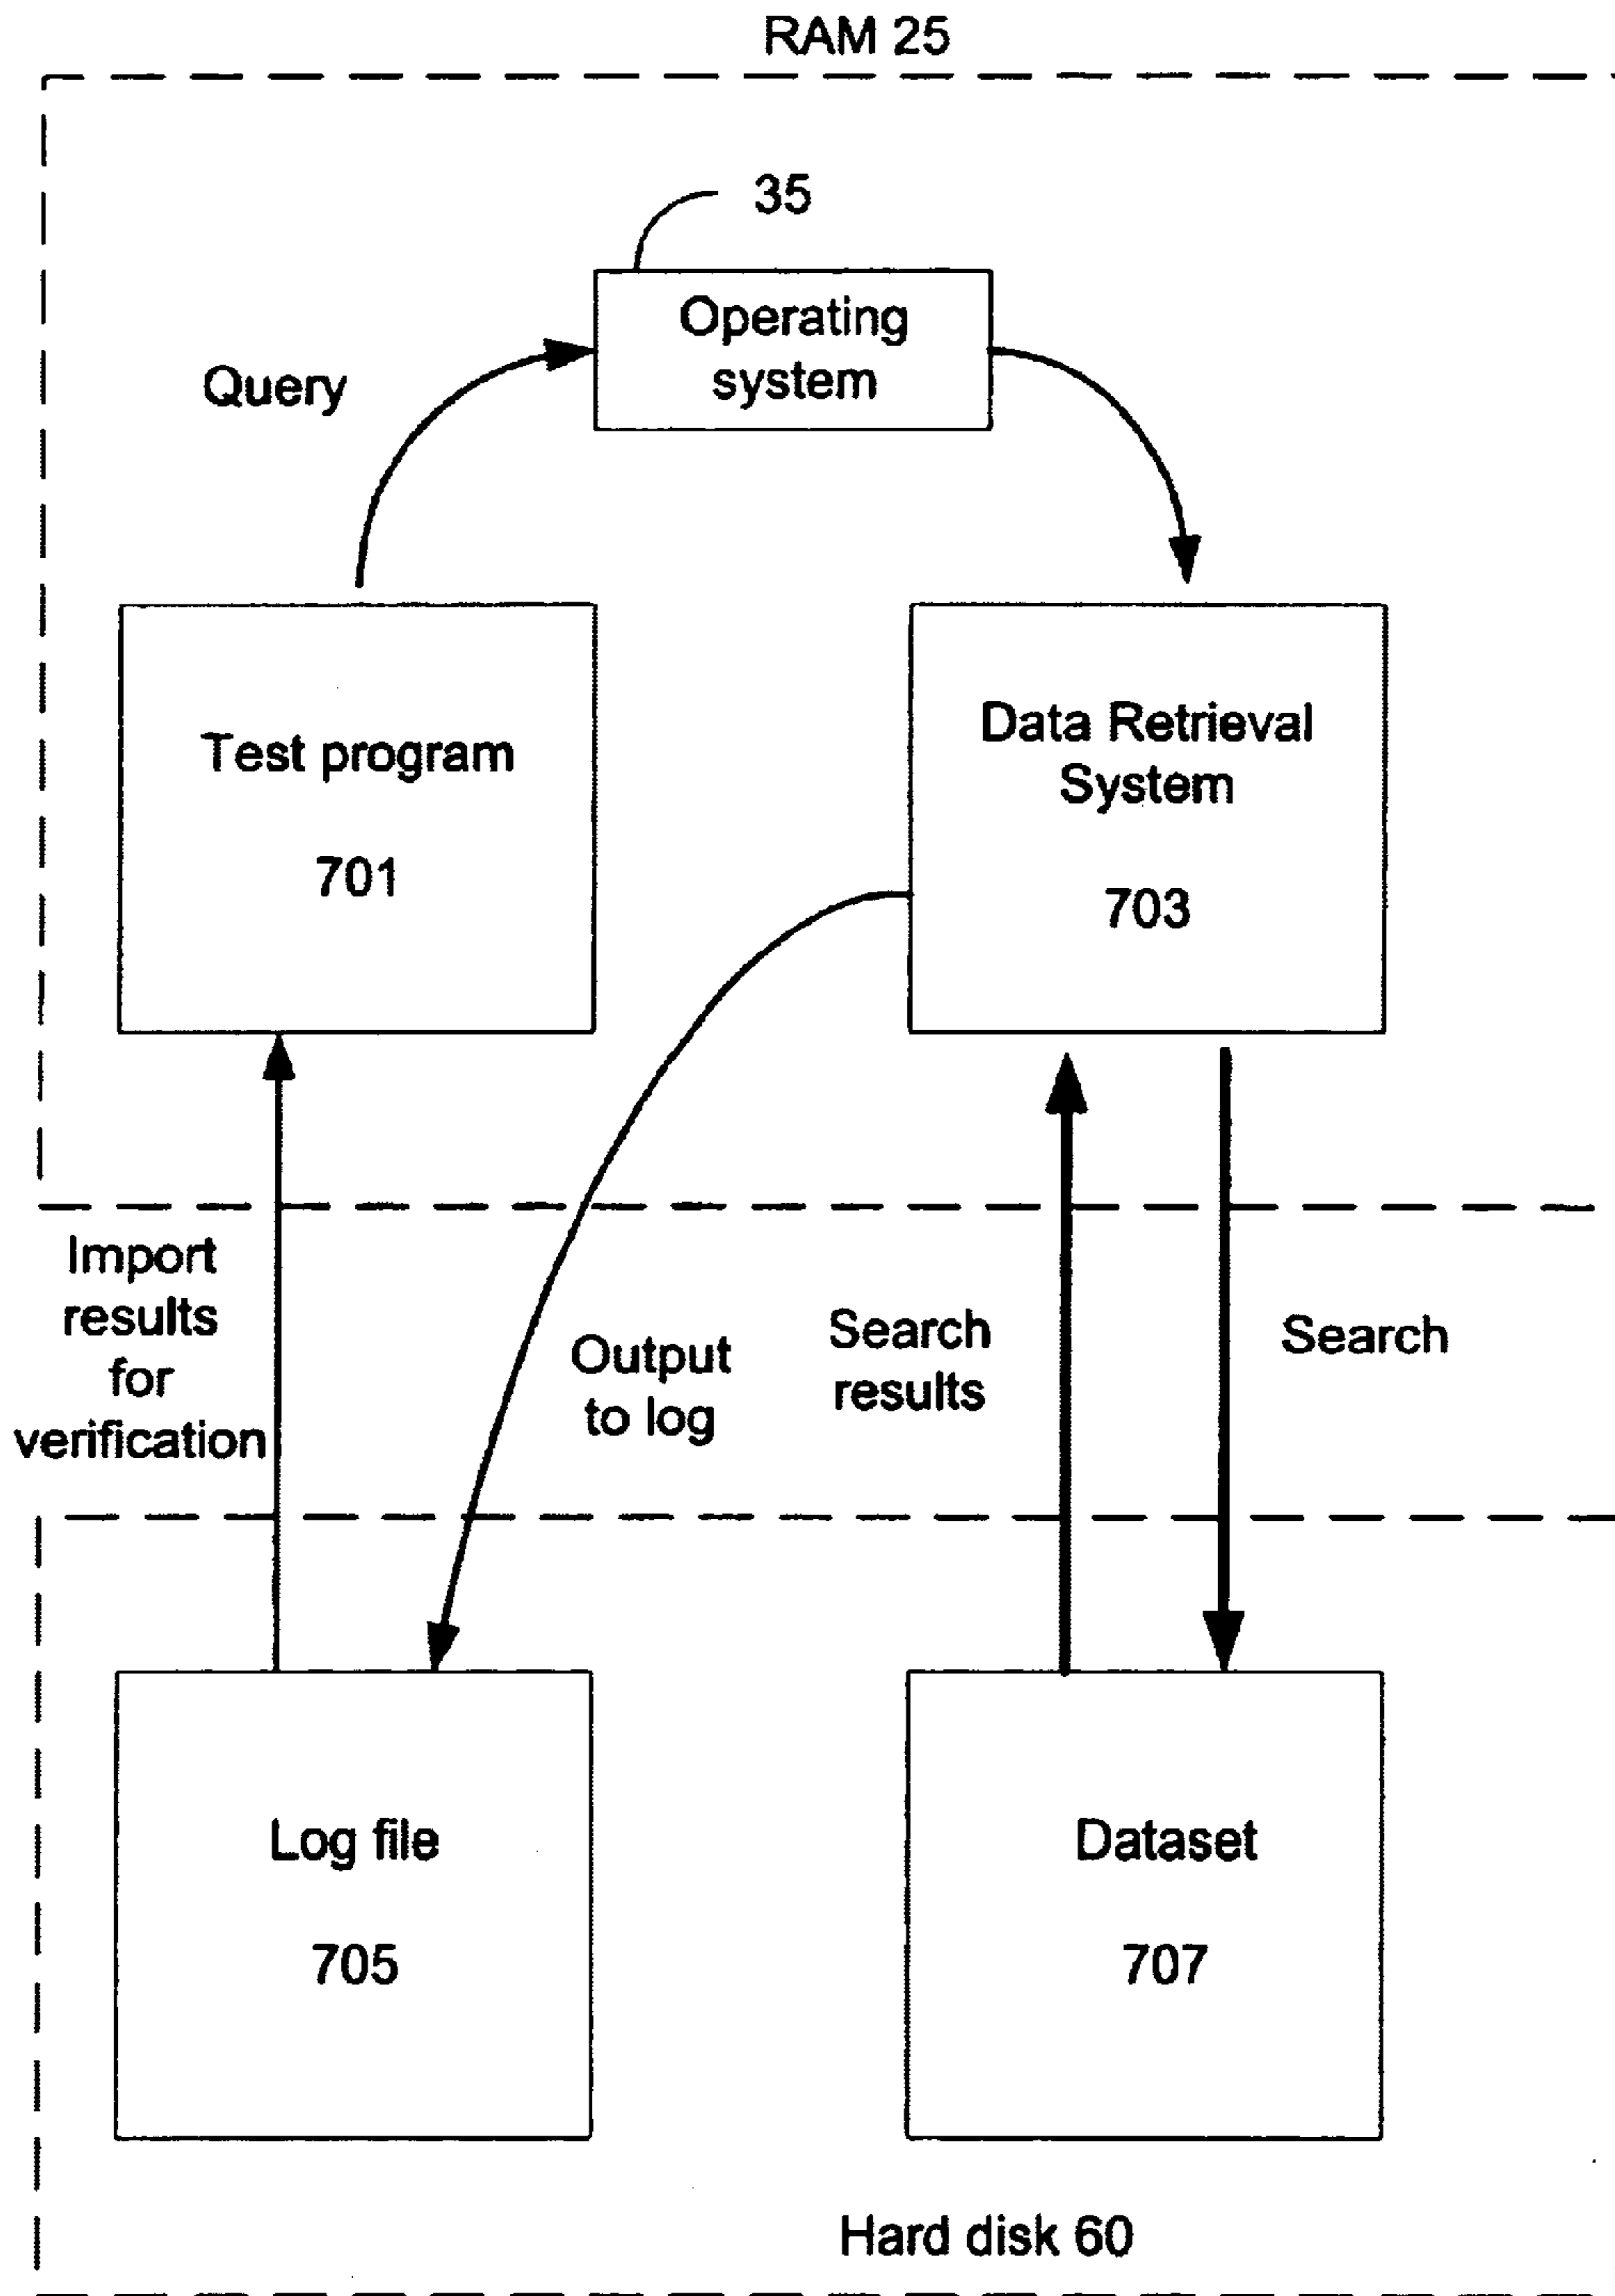 RAM 25
35
Operating
system
Query
Test program
701
Data Retrieval
System
703
Import
results
for
verification
Output
to log
Search
results
Search
Log file
705
Dataset
707
Hard disk 60